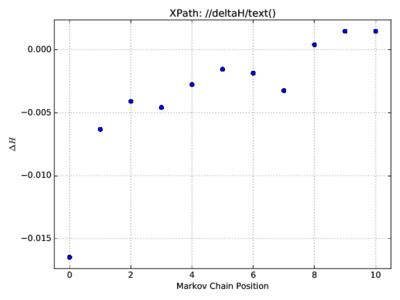 XPath: //deltaH/text()
0.000
−0.005
−0.010
−0.015
ΔH
0 2 4 6 8 10
Markov Chain Position